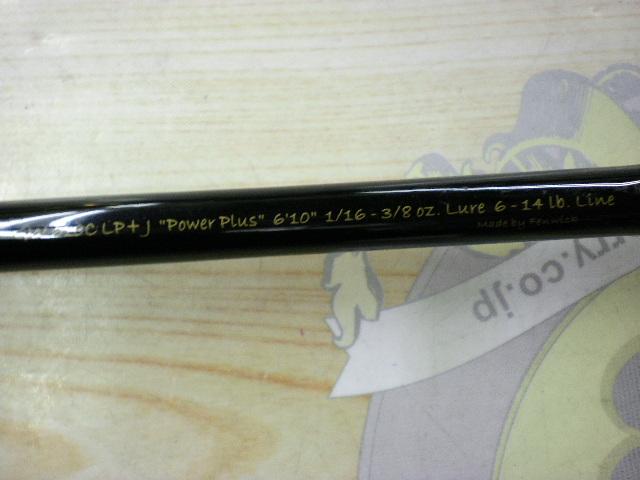 LP+J "Power Plus" 6'10" 1/16 - 3/8 oz. Lure 6 - 14 lb. Line
Made by Fenwick
rry.co.jp